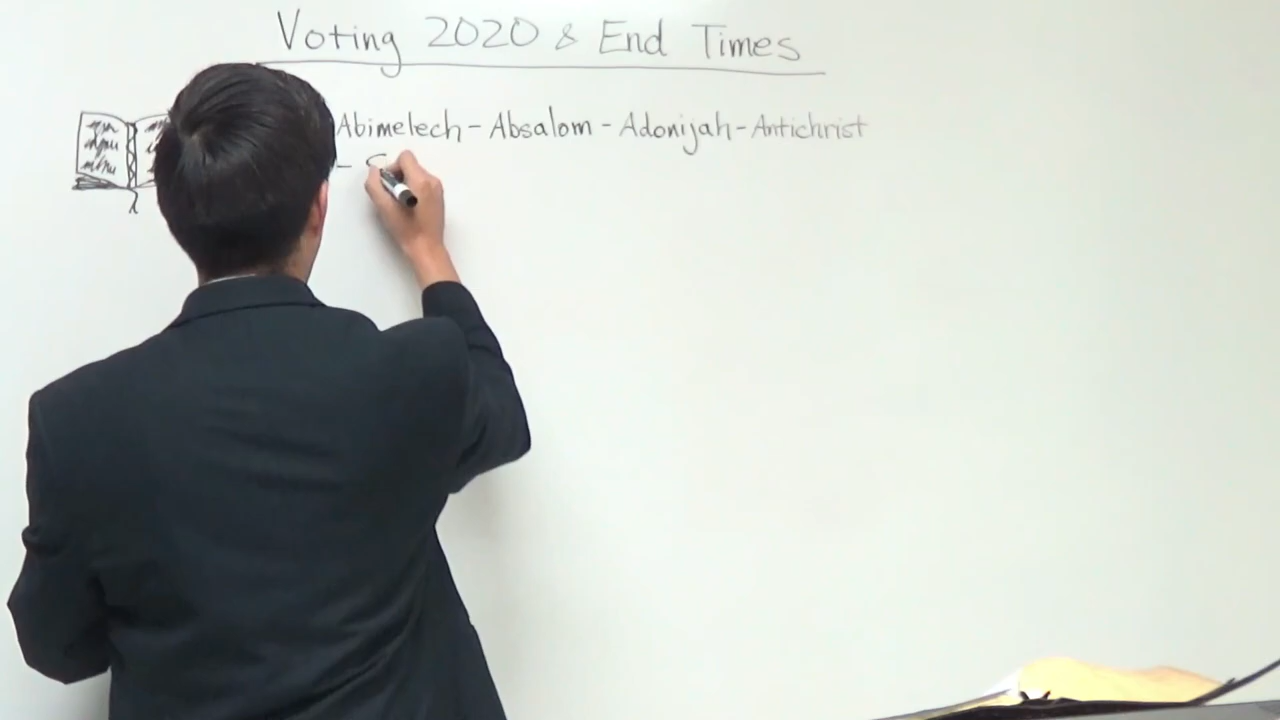 Voting 2020 & End Times
Abimelech - Absalom - Adonijah - Antichrist
-